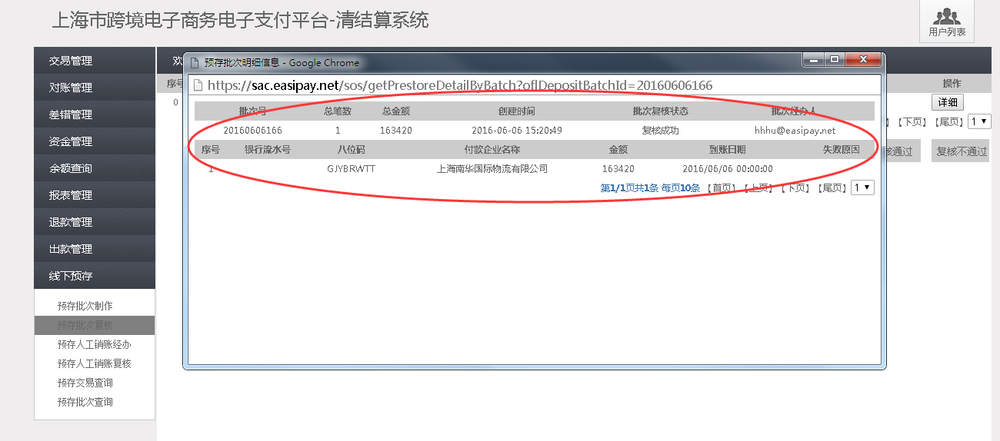 上海市跨境电子商务电子支付平台-清结算系统
用户列表
交易管理
对账管理
差错管理
资金管理
余额查询
报表管理
退款管理
出款管理
线下预存
预存批次制作
预存批次复核
预存人工销账经办
预存人工销账复核
预存交易查询
预存批次查询
欢
序号
操作
0
详细
】 【下页】 【尾页】 1
核通过 复核不通过
预存批次明细信息 - Google Chrome
https://sac.easipay.net/sos/getPrestoreDetailByBatch?oflDepositBatchId=20160606166
批次号 总笔数 总金额 创建时间 批次复核状态 批次经办人
20160606166 1 163420 2016-06-06 15:20:49 复核成功 hhhu@easipay.net
序号 银行流水号 八位码 付款企业名称 金额 到账日期 失败原因
1 GJYBRWTT 上海南华国际物流有限公司 163420 2016/06/06 00:00:00
第1/1页共1条 每页10条 【首页】 【上页】 【下页】 【尾页】 1